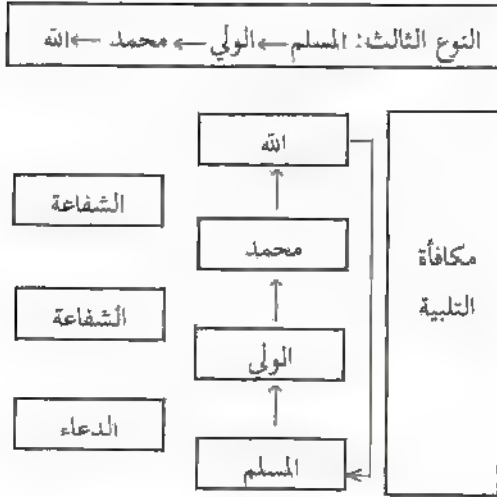 النوع الثالث: المسلم ← الولي ← محمد ← الله
الله
الشفاعة
محمد
مكافأة
التلبية
الشفاعة
الولي
الدعاء
المسلم